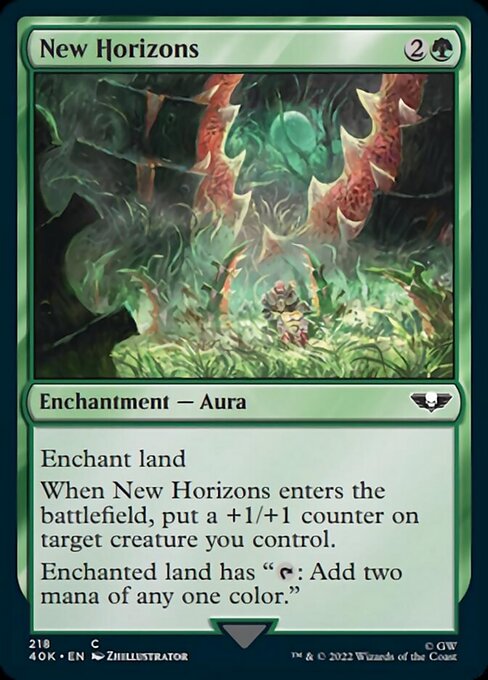 New Horizons 2
Enchantment — Aura
Enchant land
When New Horizons enters the
battlefield, put a +1/+1 counter on
target creature you control.
Enchanted land has “: Add two
mana of any one color.”
218 C
40K • EN Zhillustrator
© GW
™ & © 2022 Wizards of the Coast